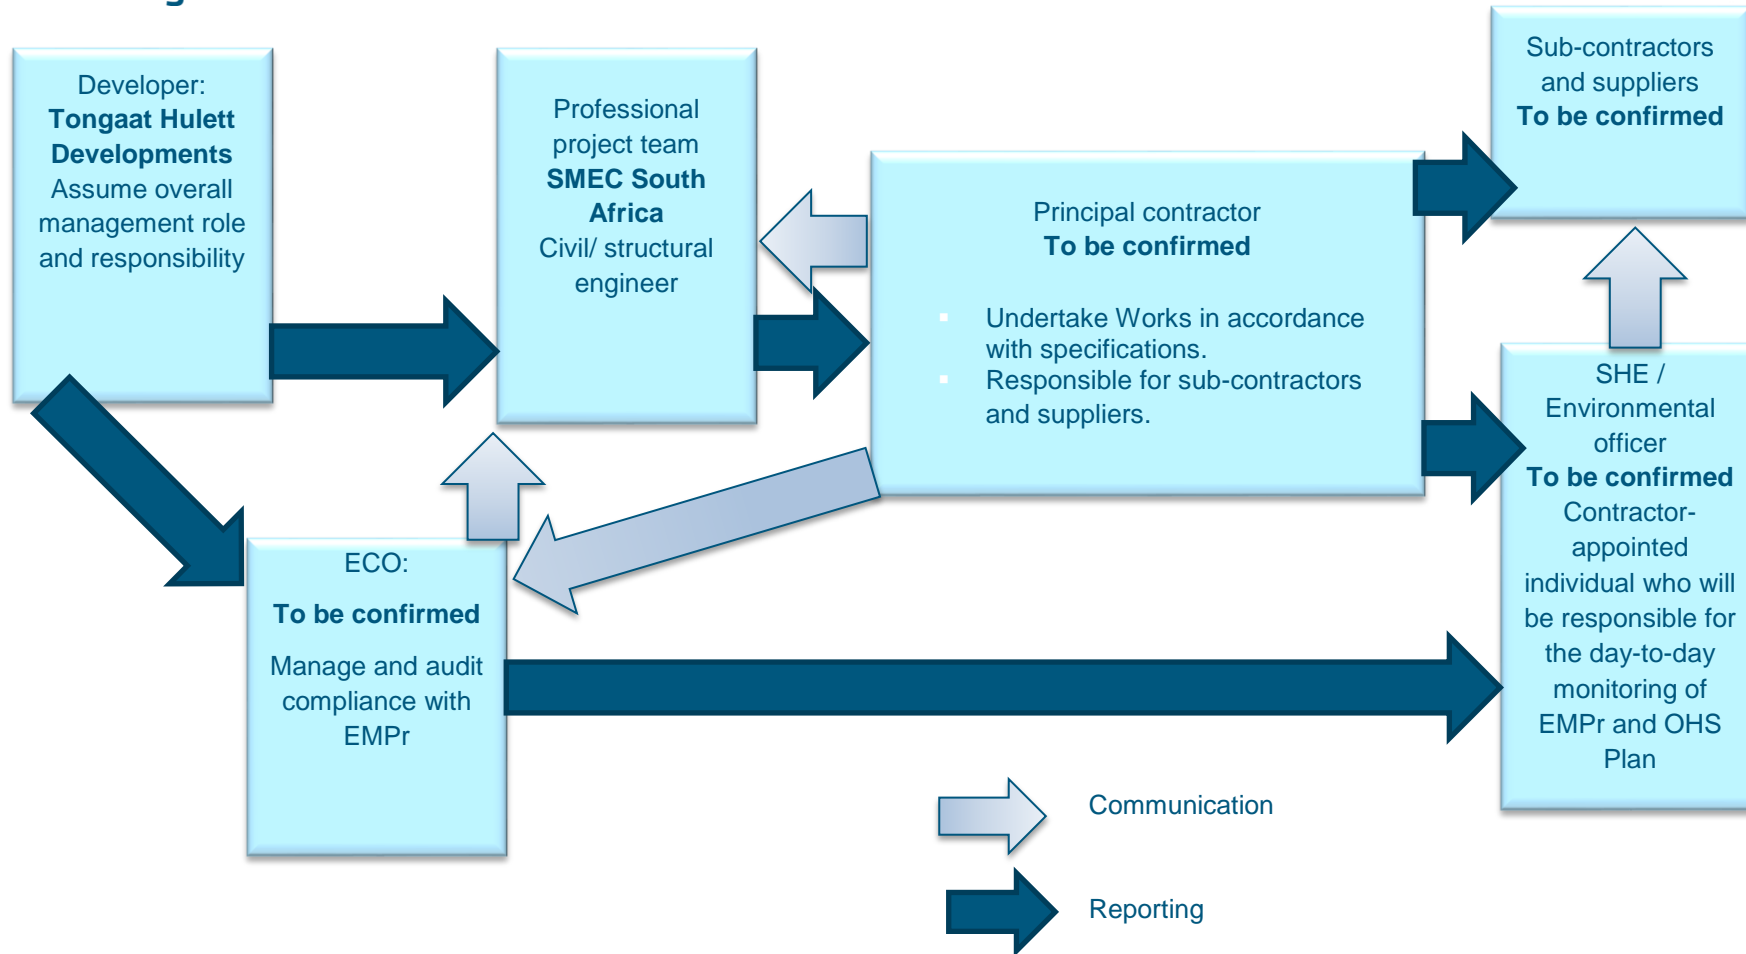 Developer:
Tongaat Hulett
Developments
Assume overall
management role
and responsibility
Professional
project team
SMEC South
Africa
Civil/ structural
engineer
Principal contractor
To be confirmed
Undertake Works in accordance
with specifications.
Responsible for sub-contractors
and suppliers.
Sub-contractors
and suppliers
To be confirmed
SHE /
Environmental
officer
To be confirmed
Contractor-
appointed
individual who will
be responsible for
the day-to-day
monitoring of
EMPr and OHS
Plan
ECO:
To be confirmed
Manage and audit
compliance with
EMPr
Communication
Reporting